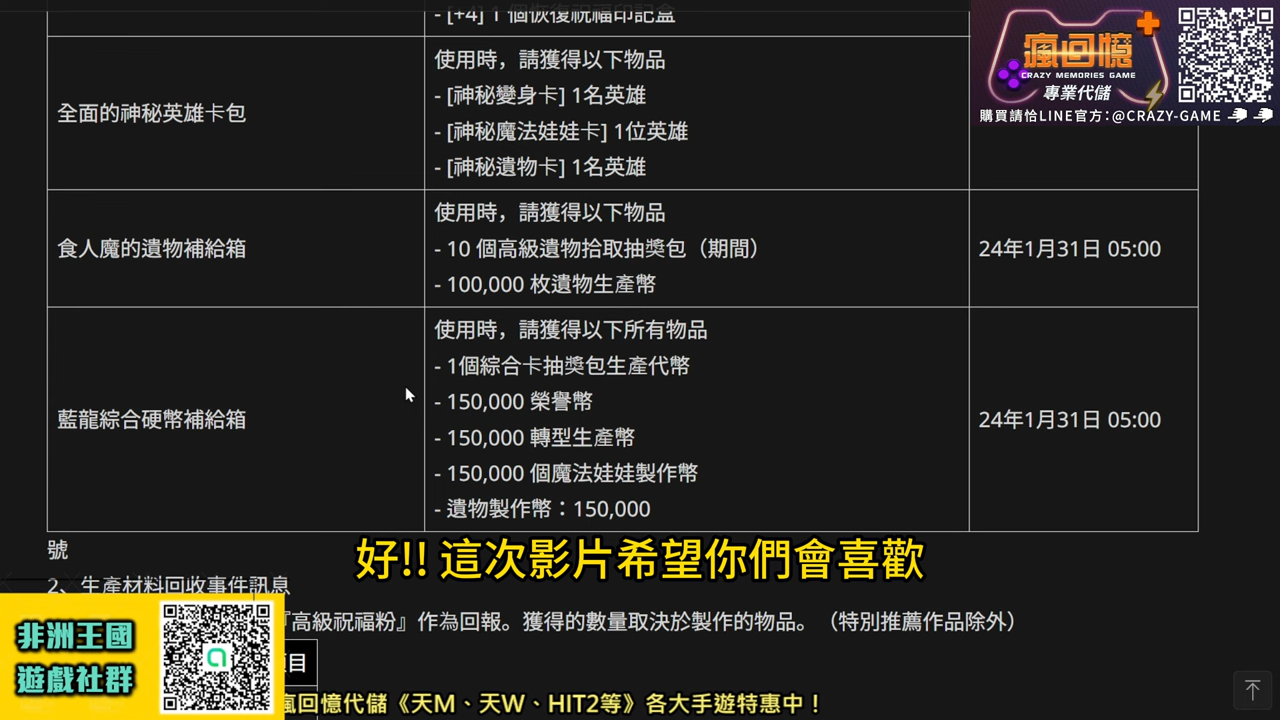 - [+4] 1 個恢復祝福印記盒
全面的神秘英雄卡包
使用時，請獲得以下物品
- [神秘變身卡] 1名英雄
- [神秘魔法娃娃卡] 1位英雄
- [神秘遺物卡] 1名英雄
瘋回憶
CRAZY MEMORIES GAME
專業代儲
購買請恰LINE官方：@CRAZY-GAME
食人魔的遺物補給箱
使用時，請獲得以下物品
- 10 個高級遺物拾取抽獎包（期間）
- 100,000 枚遺物生產幣
24年1月31日 05:00
藍龍綜合硬幣補給箱
使用時，請獲得以下所有物品
- 1個綜合卡抽獎包生產代幣
- 150,000 榮譽幣
- 150,000 轉型生產幣
- 150,000 個魔法娃娃製作幣
- 遺物製作幣：150,000
24年1月31日 05:00
號
好!! 這次影片希望你們會喜歡
2、生產材料回收事件訊息
『高級祝福粉』作為回報。獲得的數量取決於製作的物品。（特別推薦作品除外）
目
非洲王國
遊戲社群
瘋回憶代儲《天M、天W、HIT2等》各大手遊特惠中！